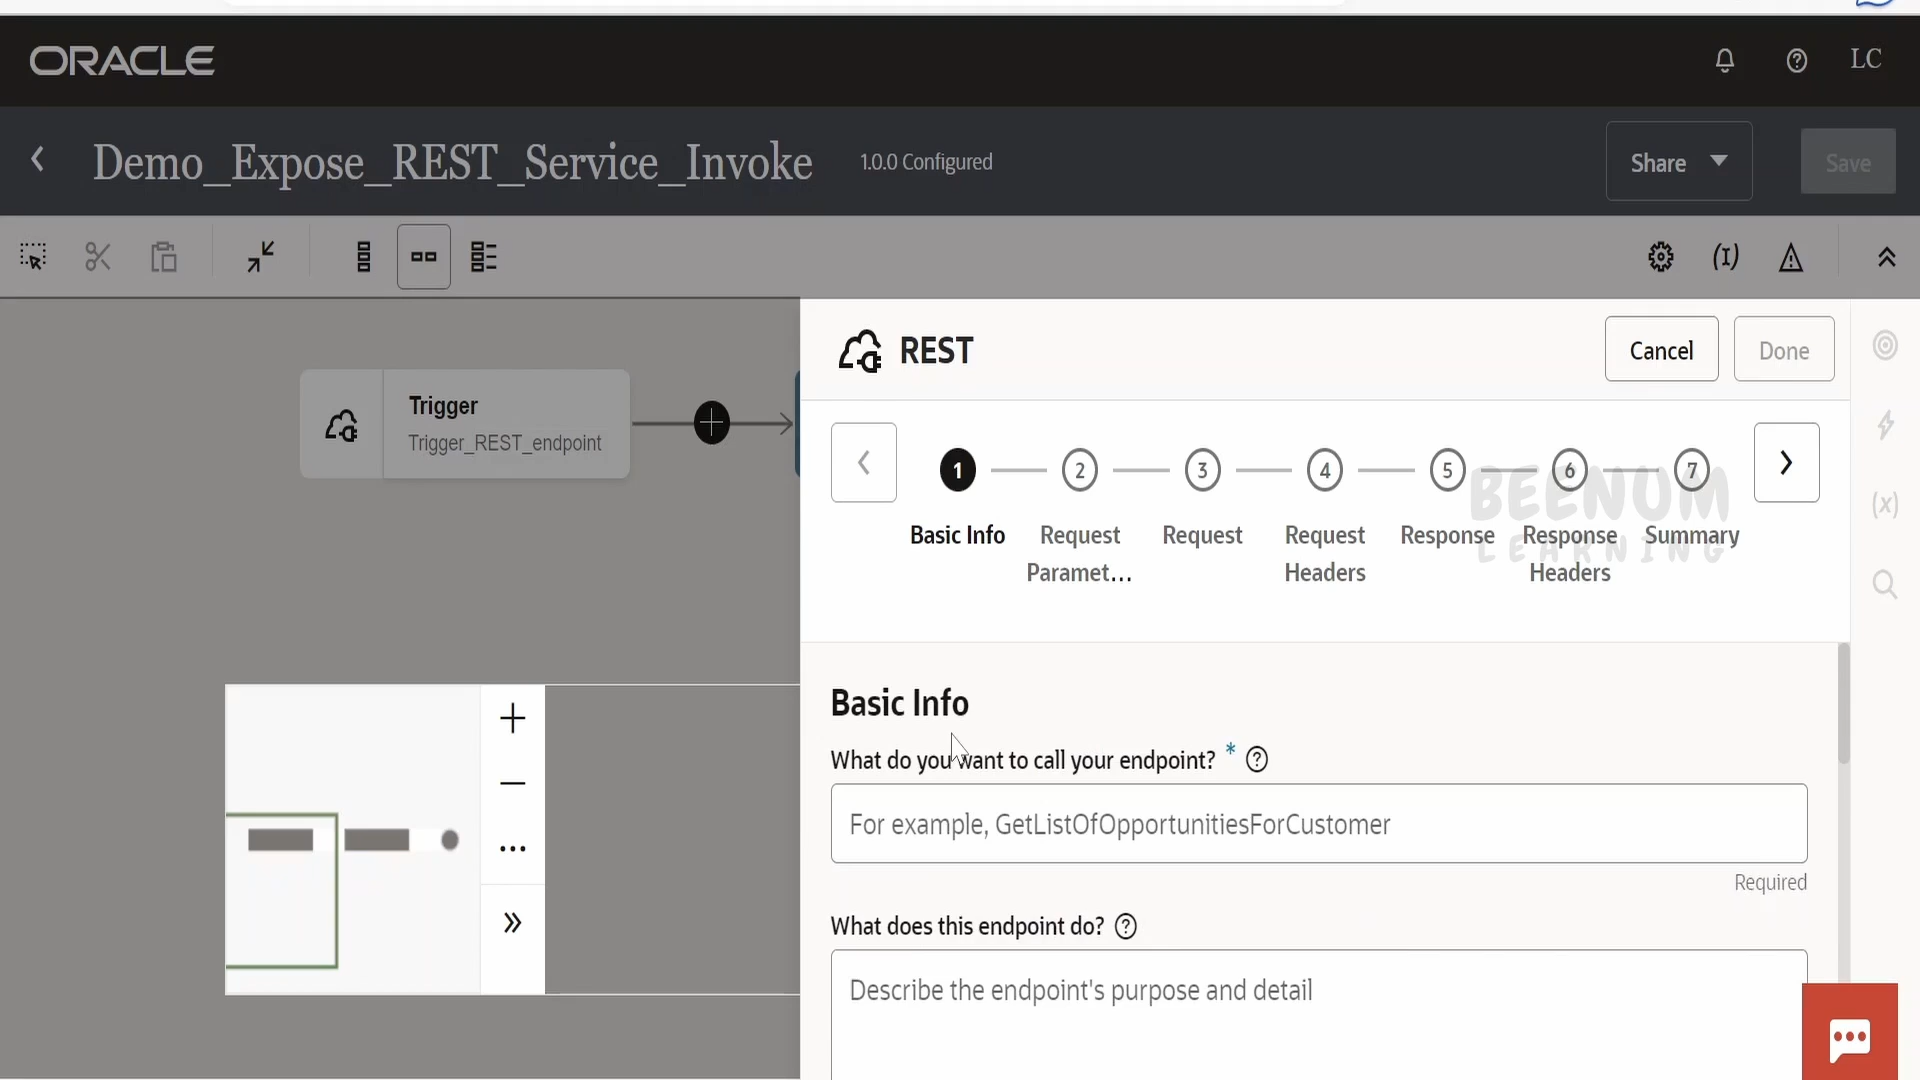 ORACLE
LC
Demo_Expose_REST_Service_Invoke
1.0.0 Configured
Share
Save
Trigger
Trigger_REST_endpoint
REST
Cancel
Done
1 2 3 4 5 6 7
Basic Info
Request Paramet...
Request
Request Headers
Response
Response Headers
Summary
BEENUM
LEARNING
Basic Info
What do you want to call your endpoint? *
For example, GetListOfOpportunitiesForCustomer
Required
What does this endpoint do?
Describe the endpoint's purpose and detail